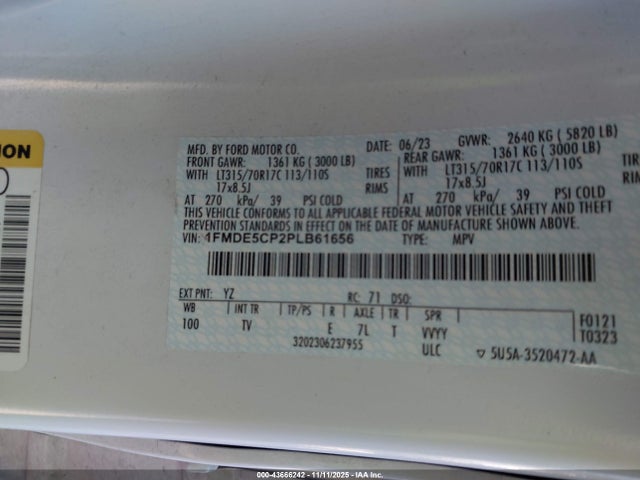 ION
MFD. BY FORD MOTOR CO. DATE: 06/23 GVWR: 2640 KG ( 5820 LB)
FRONT GAWR: 1361 KG ( 3000 LB) REAR GAWR: 1361 KG ( 3000 LB)
WITH LT315/70R17C 113/110S TIRES WITH LT315/70R17C 113/110S
17x8.5J RIMS 17x8.5J
AT 270 kPa/ 39 PSI COLD AT 270 kPa/ 39 PSI COLD
THIS VEHICLE CONFORMS TO ALL APPLICABLE FEDERAL MOTOR VEHICLE SAFETY AND THEFT
PREVENTION STANDARDS IN EFFECT ON THE DATE OF MANUFACTURE SHOWN ABOVE.
VIN: 1FMDE5CP2PLB61656 TYPE: MPV
EXT PNT: YZ RC: 71 DSO:
WB INT TR TP/PS R AXLE TR SPR F0121
100 TV E 7L T VVYY T0323
3202306237955 ULC ▽ 5U5A-3520472-AA
000-43666242 - 11/11/2025 - IAA Inc.